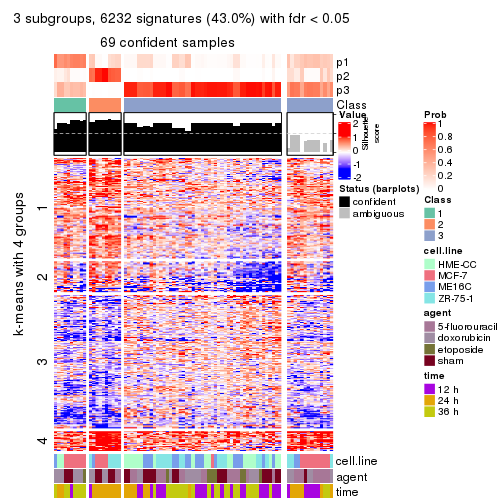 3 subgroups, 6232 signatures (43.0%) with fdr < 0.05
69 confident samples
p1
p2
p3
Class
k-means with 4 groups
1
2
3
4
cell.line
agent
time
Value
2
1
0
-1
-2
Silhouette
score
Status (barplots)
confident
ambiguous
Prob
1
0.8
0.6
0.4
0.2
0
Class
1
2
3
cell.line
HME-CC
MCF-7
ME16C
ZR-75-1
agent
5-fluorouracil
doxorubicin
etoposide
sham
time
12 h
24 h
36 h